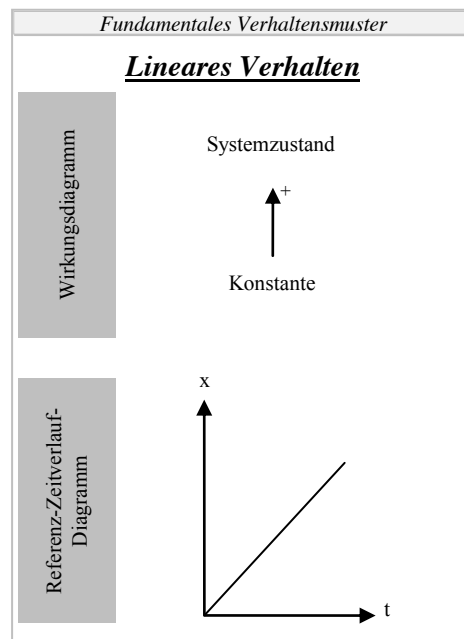 Fundamentales Verhaltensmuster
Lineares Verhalten
Wirkungsdiagramm
Systemzustand
+
Konstante
Referenz-Zeitverlauf-
Diagramm
x
t